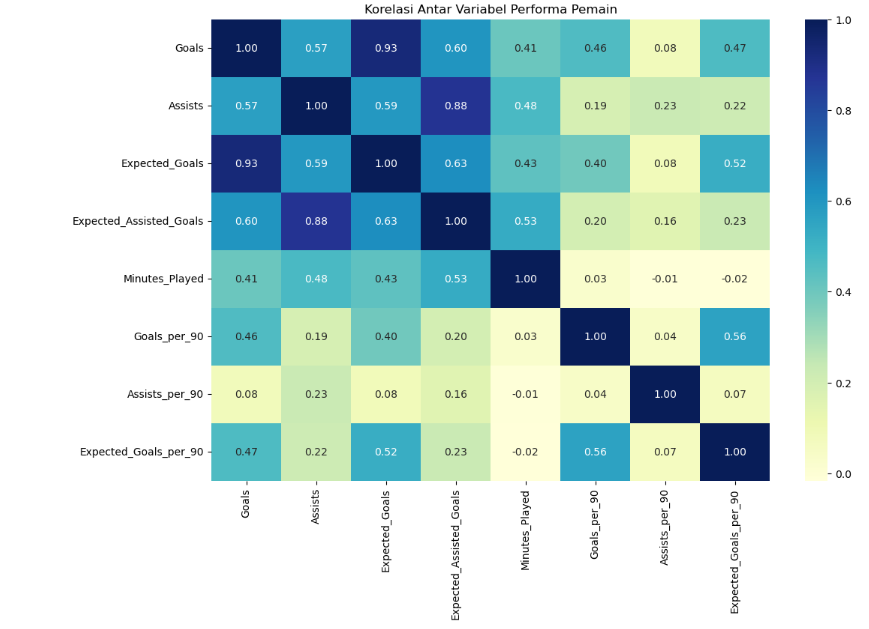 Korelasi Antar Variabel Performa Pemain
Goals 1.00 0.57 0.93 0.60 0.41 0.46 0.08 0.47
Assists 0.57 1.00 0.59 0.88 0.48 0.19 0.23 0.22
Expected_Goals 0.93 0.59 1.00 0.63 0.43 0.40 0.08 0.52
Expected_Assisted_Goals 0.60 0.88 0.63 1.00 0.53 0.20 0.16 0.23
Minutes_Played 0.41 0.48 0.43 0.53 1.00 0.03 -0.01 -0.02
Goals_per_90 0.46 0.19 0.40 0.20 0.03 1.00 0.04 0.56
Assists_per_90 0.08 0.23 0.08 0.16 -0.01 0.04 1.00 0.07
Expected_Goals_per_90 0.47 0.22 0.52 0.23 -0.02 0.56 0.07 1.00
Goals
Assists
Expected_Goals
Expected_Assisted_Goals
Minutes_Played
Goals_per_90
Assists_per_90
Expected_Goals_per_90
1.0
0.8
0.6
0.4
0.2
0.0